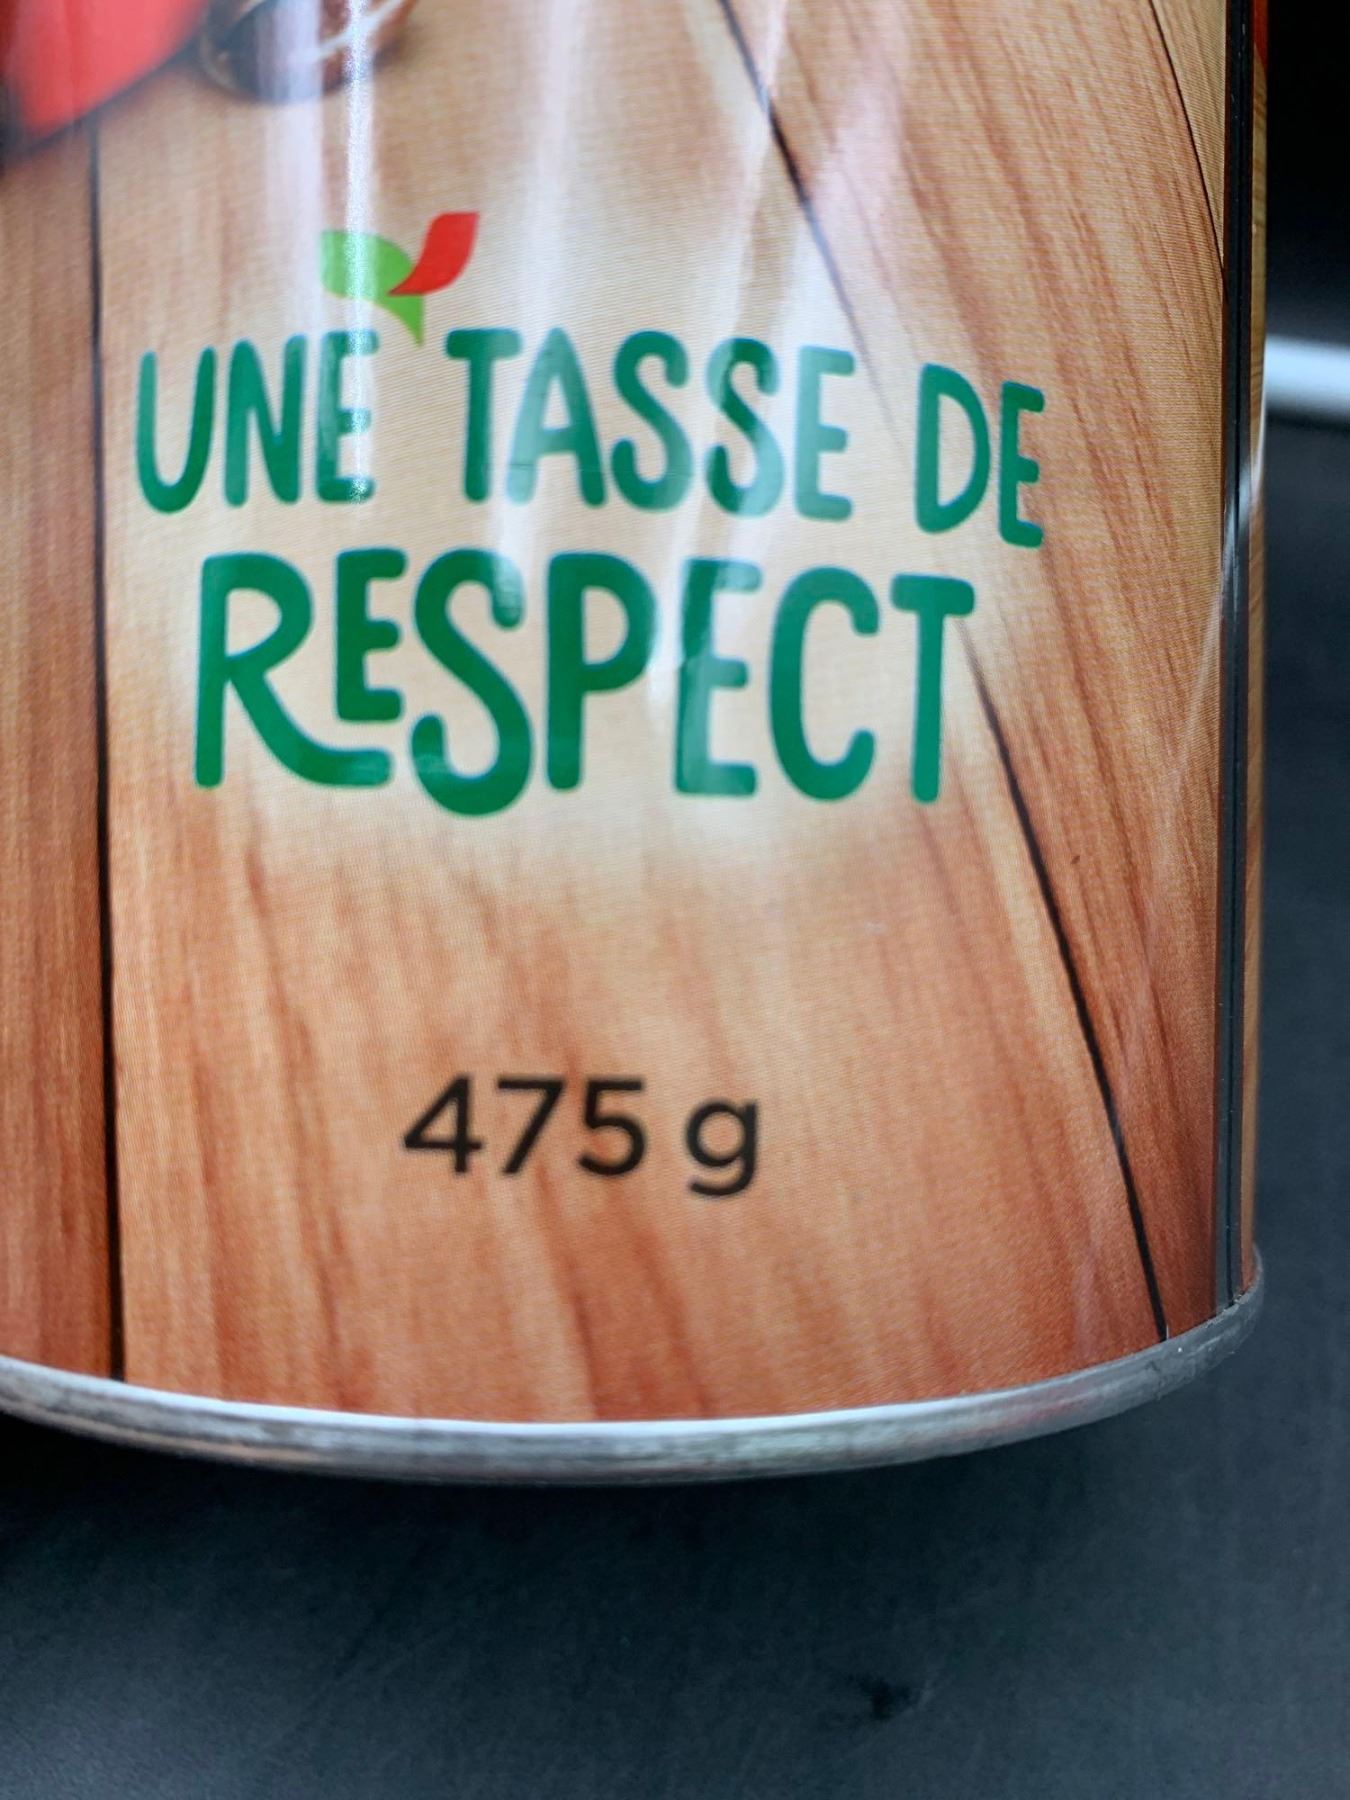 UNE TASSE DE
RESPECT
475 g